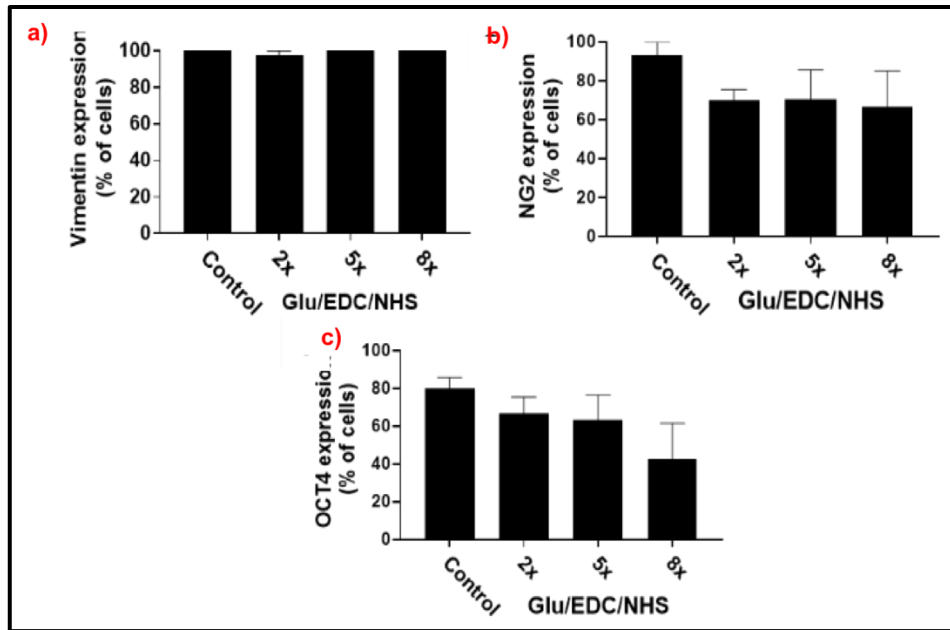 a)
Vimentin expression
(% of cells)
100
80
60
40
20
0
Control
2x
5x
8x
Glu/EDC/NHS
b)
NG2 expression
(% of cells)
100
80
60
40
20
0
Control
2x
5x
8x
Glu/EDC/NHS
c)
OCT4 expressio
(% of cells)
100
80
60
40
20
0
Control
2x
5x
8x
Glu/EDC/NHS